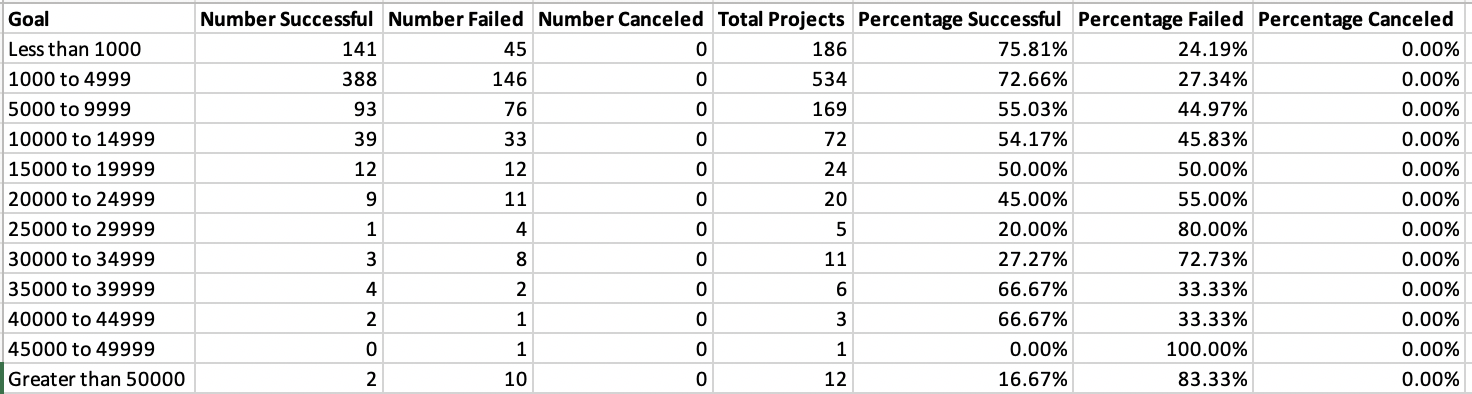 Goal Number Successful Number Failed Number Canceled Total Projects Percentage Successful Percentage Failed Percentage Canceled
Less than 1000 141 45 0 186 75.81% 24.19% 0.00%
1000 to 4999 388 146 0 534 72.66% 27.34% 0.00%
5000 to 9999 93 76 0 169 55.03% 44.97% 0.00%
10000 to 14999 39 33 0 72 54.17% 45.83% 0.00%
15000 to 19999 12 12 0 24 50.00% 50.00% 0.00%
20000 to 24999 9 11 0 20 45.00% 55.00% 0.00%
25000 to 29999 1 4 0 5 20.00% 80.00% 0.00%
30000 to 34999 3 8 0 11 27.27% 72.73% 0.00%
35000 to 39999 4 2 0 6 66.67% 33.33% 0.00%
40000 to 44999 2 1 0 3 66.67% 33.33% 0.00%
45000 to 49999 0 1 0 1 0.00% 100.00% 0.00%
Greater than 50000 2 10 0 12 16.67% 83.33% 0.00%